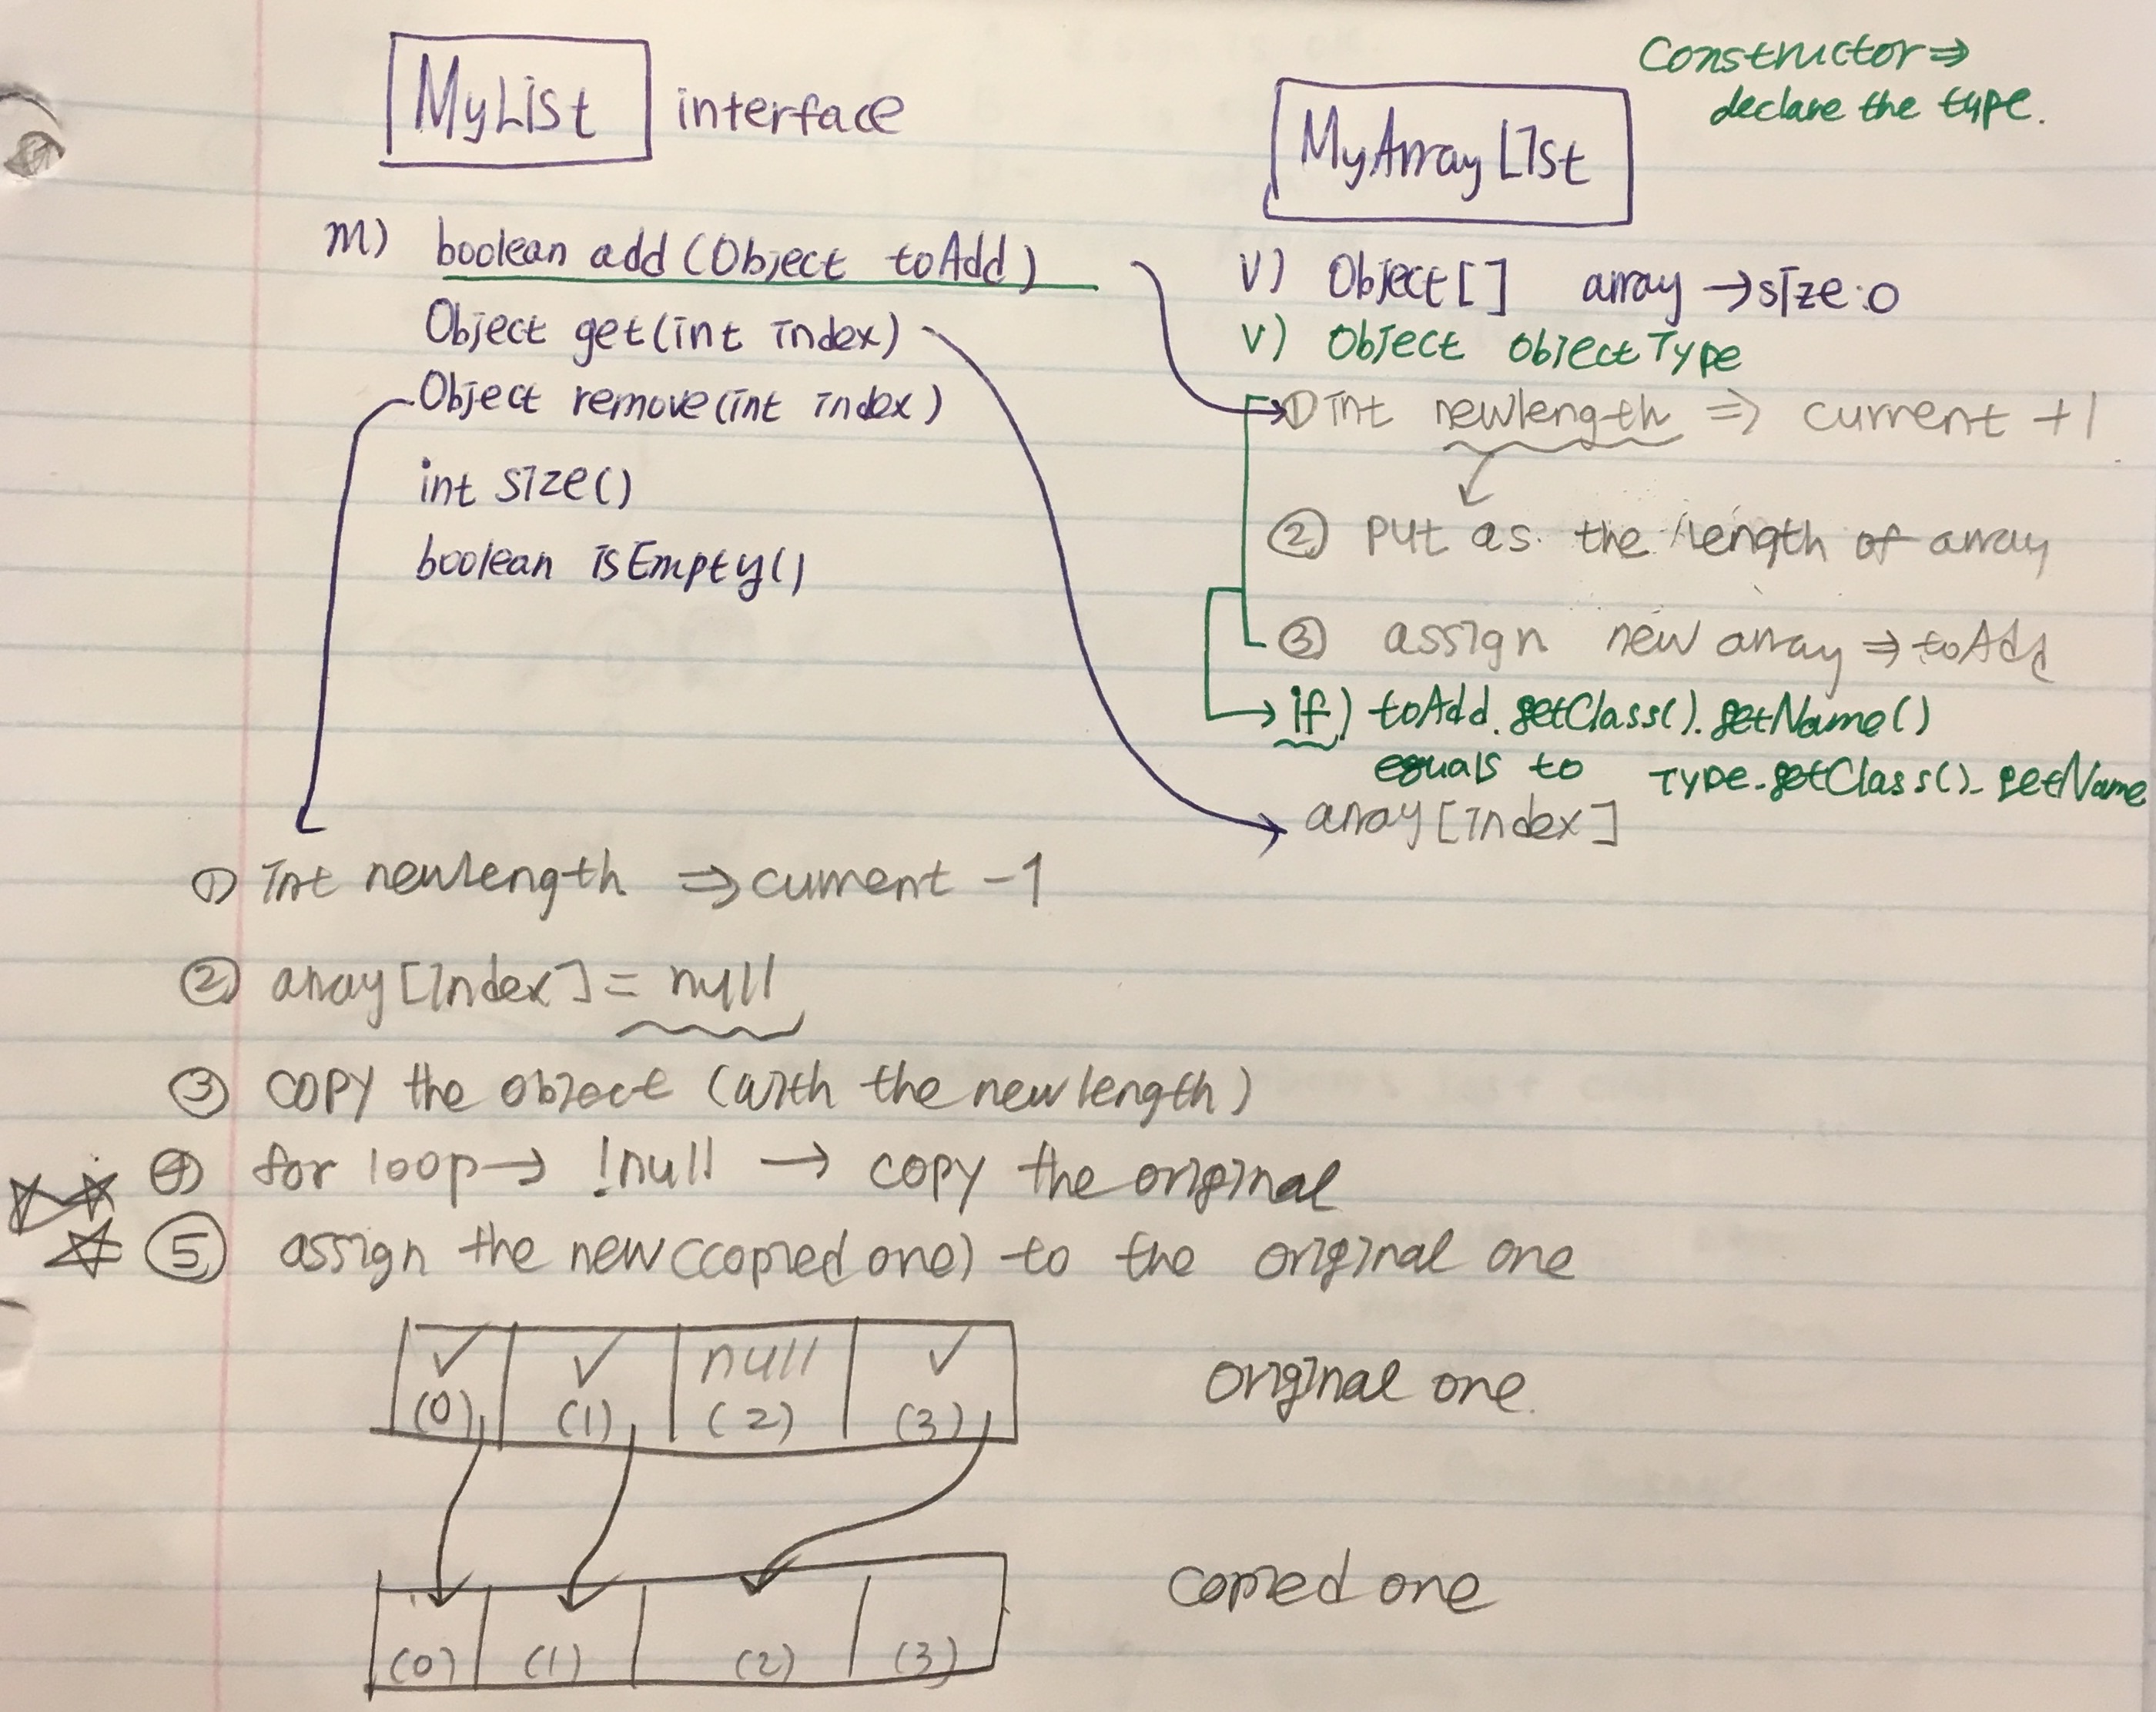 MyList interface
m) boolean add (Object toAdd)
Object get(int index)
Object remove(int index)
int size()
boolean isEmpty()
Constructor ⇒
declare the type.
MyArrayList
v) Object[] array → size: 0
v) Object objectType
① int newlength ⇒ current +1
② put as the length of array
③ assign new array ⇒ toAdd
if) toAdd.getClass().getName()
equals to Type.getClass().getName
array[index]
① int newlength ⇒ current -1
② array[index] = null
③ copy the object (with the new length)
④ for loop → !null → copy the original
⑤ assign the new (copied one) to the original one
✓ ✓ null ✓
(0) (1) (2) (3)
original one.
(0) (1) (2) (3)
copied one